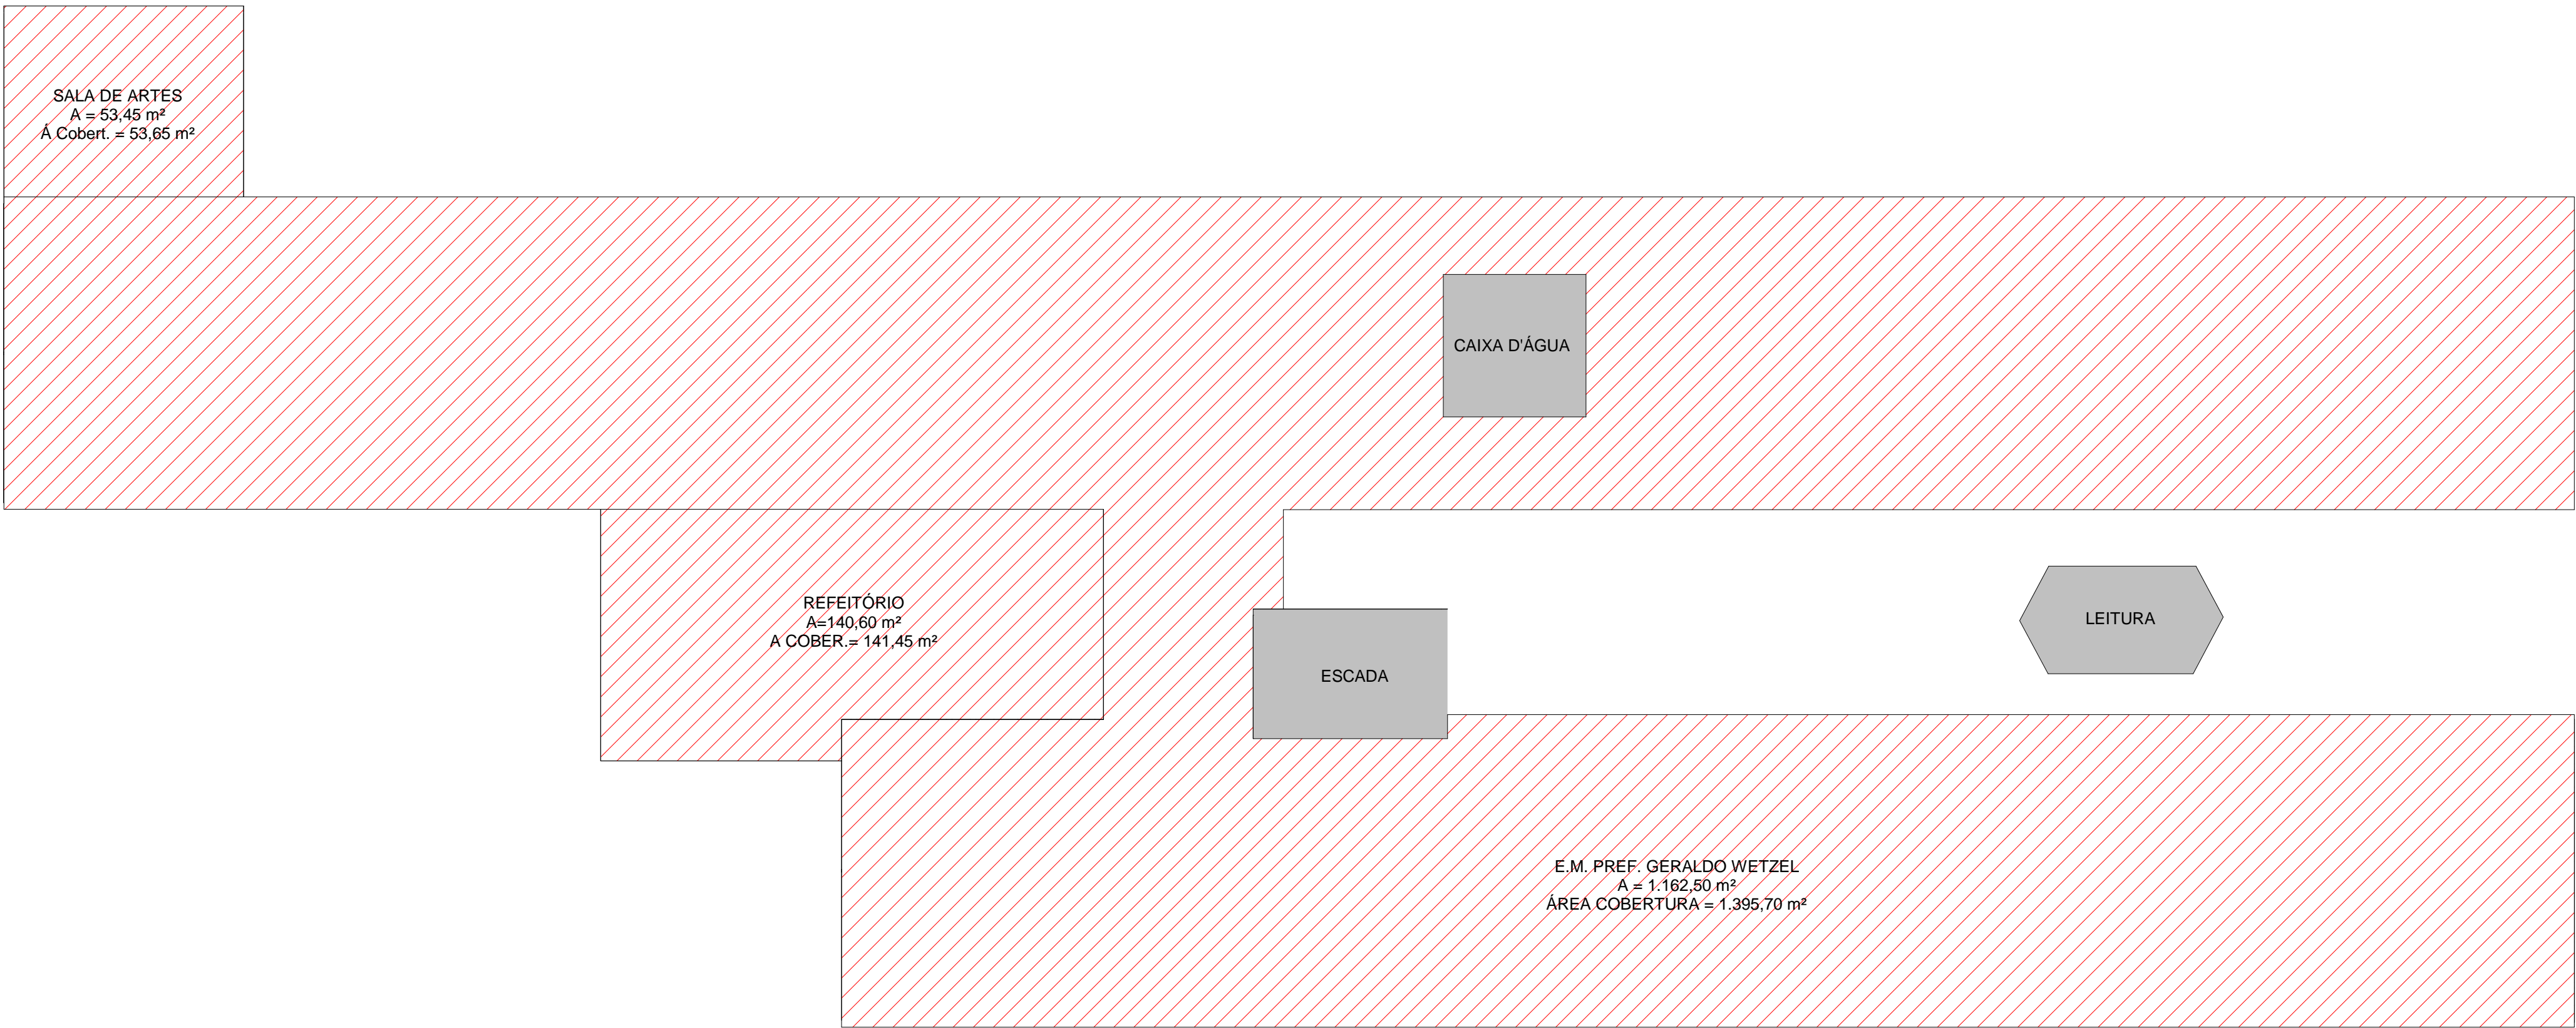 SALA DE ARTES
A = 53,45 m²
Á Cobert. = 53,65 m²
CAIXA D'ÁGUA
REFEITÓRIO
A=140,60 m²
A COBER.= 141,45 m²
ESCADA
LEITURA
E.M. PREF. GERALDO WETZEL
A = 1.162,50 m²
ÁREA COBERTURA = 1.395,70 m²